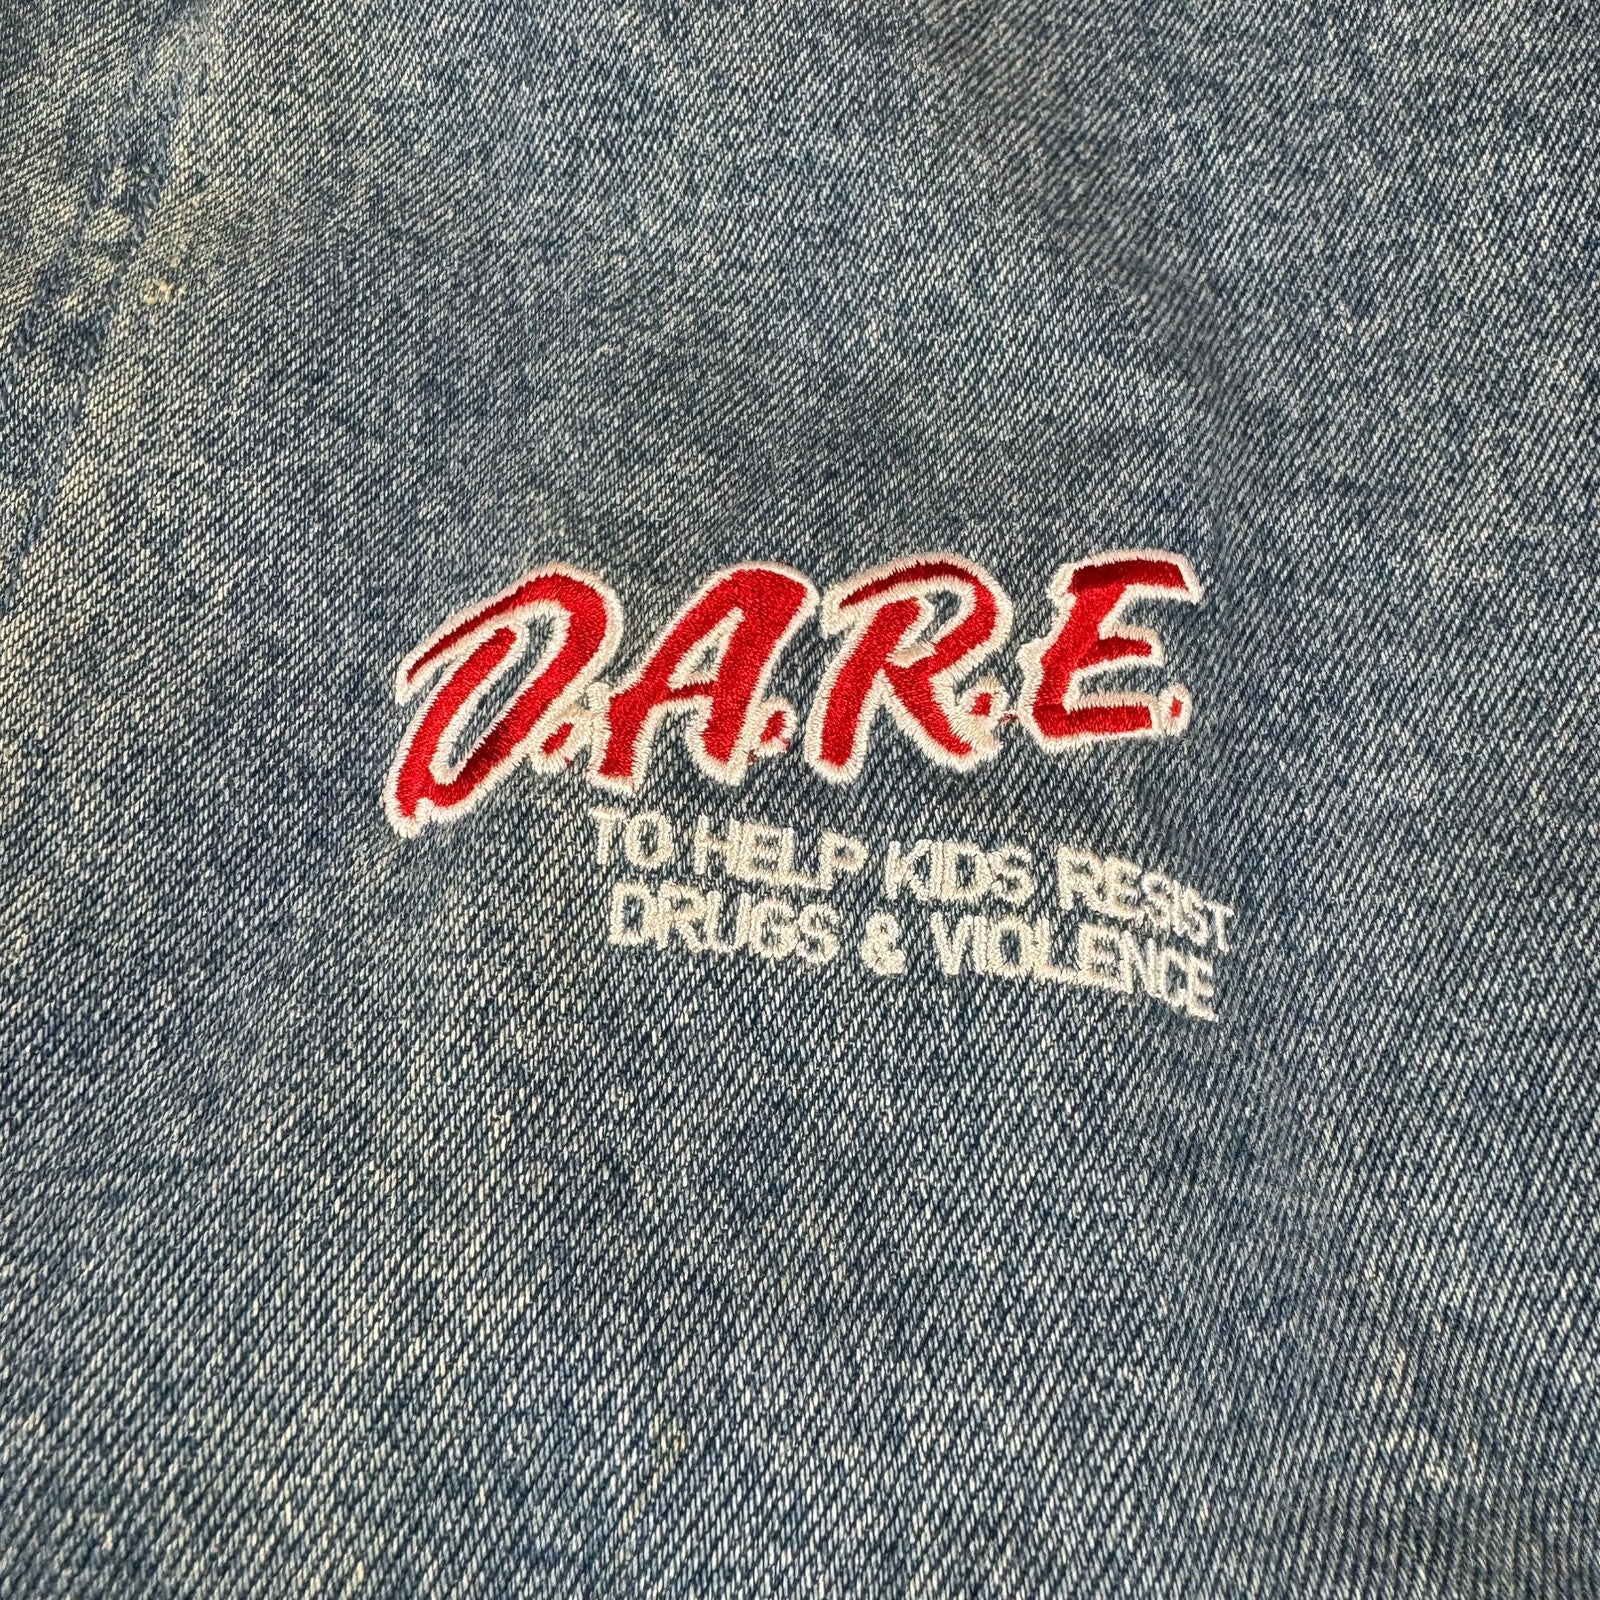 D.A.R.E.
TO HELP KIDS RESIST
DRUGS & VIOLENCE